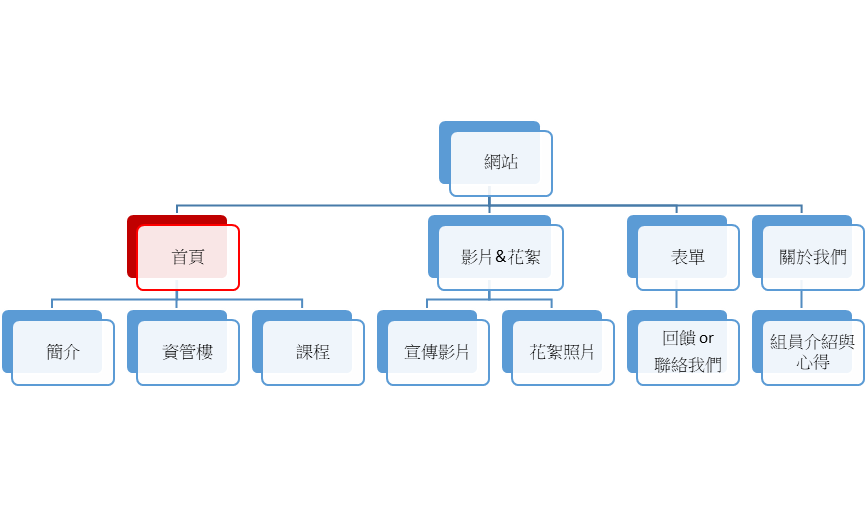 網站
首頁
影片&花絮
表單
關於我們
簡介
資管樓
課程
宣傳影片
花絮照片
回饋 or
聯絡我們
組員介紹與
心得